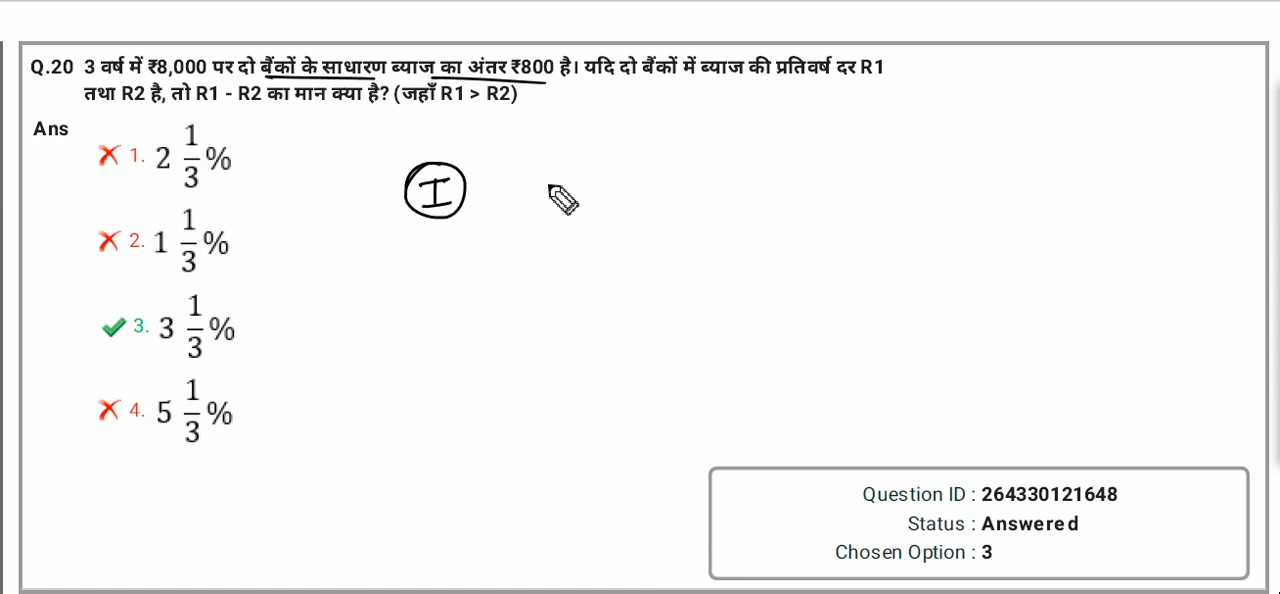 Q.20 3 वर्ष में ₹8,000 पर दो बैंकों के साधारण ब्याज का अंतर ₹800 है। यदि दो बैंकों में ब्याज की प्रतिवर्ष दर R1
तथा R2 है, तो R1 - R2 का मान क्या है? (जहाँ R1 > R2)
Ans
1. 2 1/3%
I
2. 1 1/3%
3. 3 1/3%
4. 5 1/3%
Question ID : 264330121648
Status : Answered
Chosen Option : 3